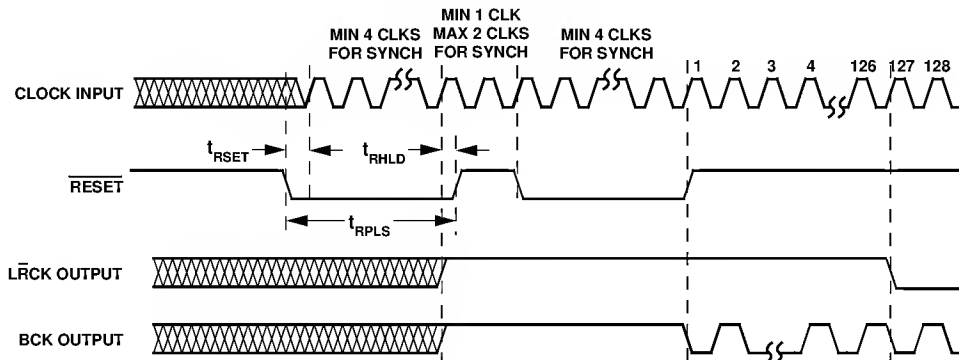 MIN 4 CLKS
FOR SYNCH
MIN 1 CLK
MAX 2 CLKS
FOR SYNCH
MIN 4 CLKS
FOR SYNCH
1 2 3 4 126 127 128
CLOCK INPUT
tRSET
tRHLD
RESET
tRPLS
LRCK OUTPUT
BCK OUTPUT